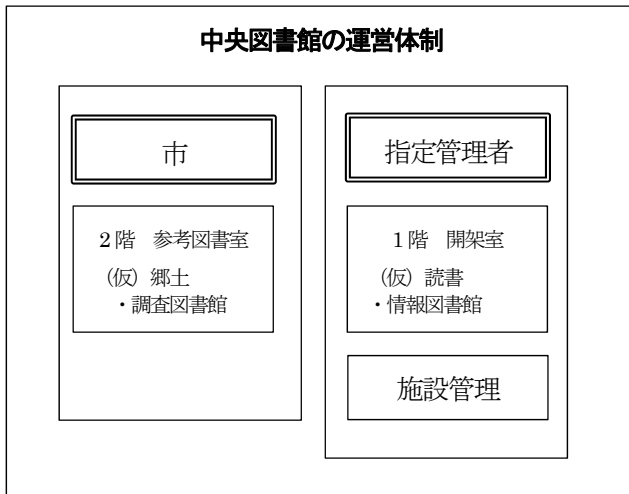 中央図書館の運営体制
市
2階 参考図書室
(仮)郷土
・調査図書館
指定管理者
1階 開架室
(仮)読書
・情報図書館
施設管理